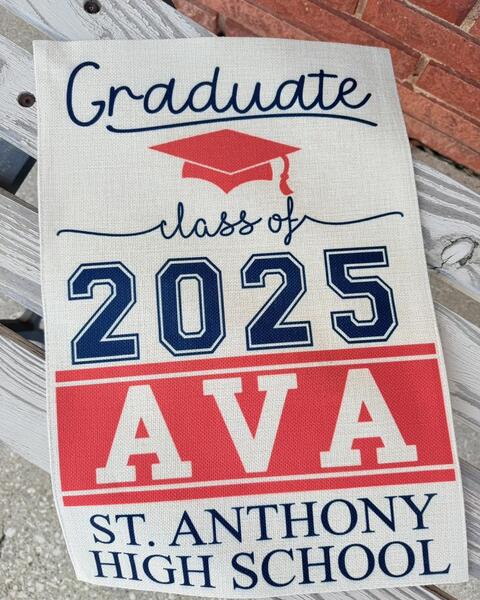 Graduate
class of
2025
AVA
ST. ANTHONY
HIGH SCHOOL